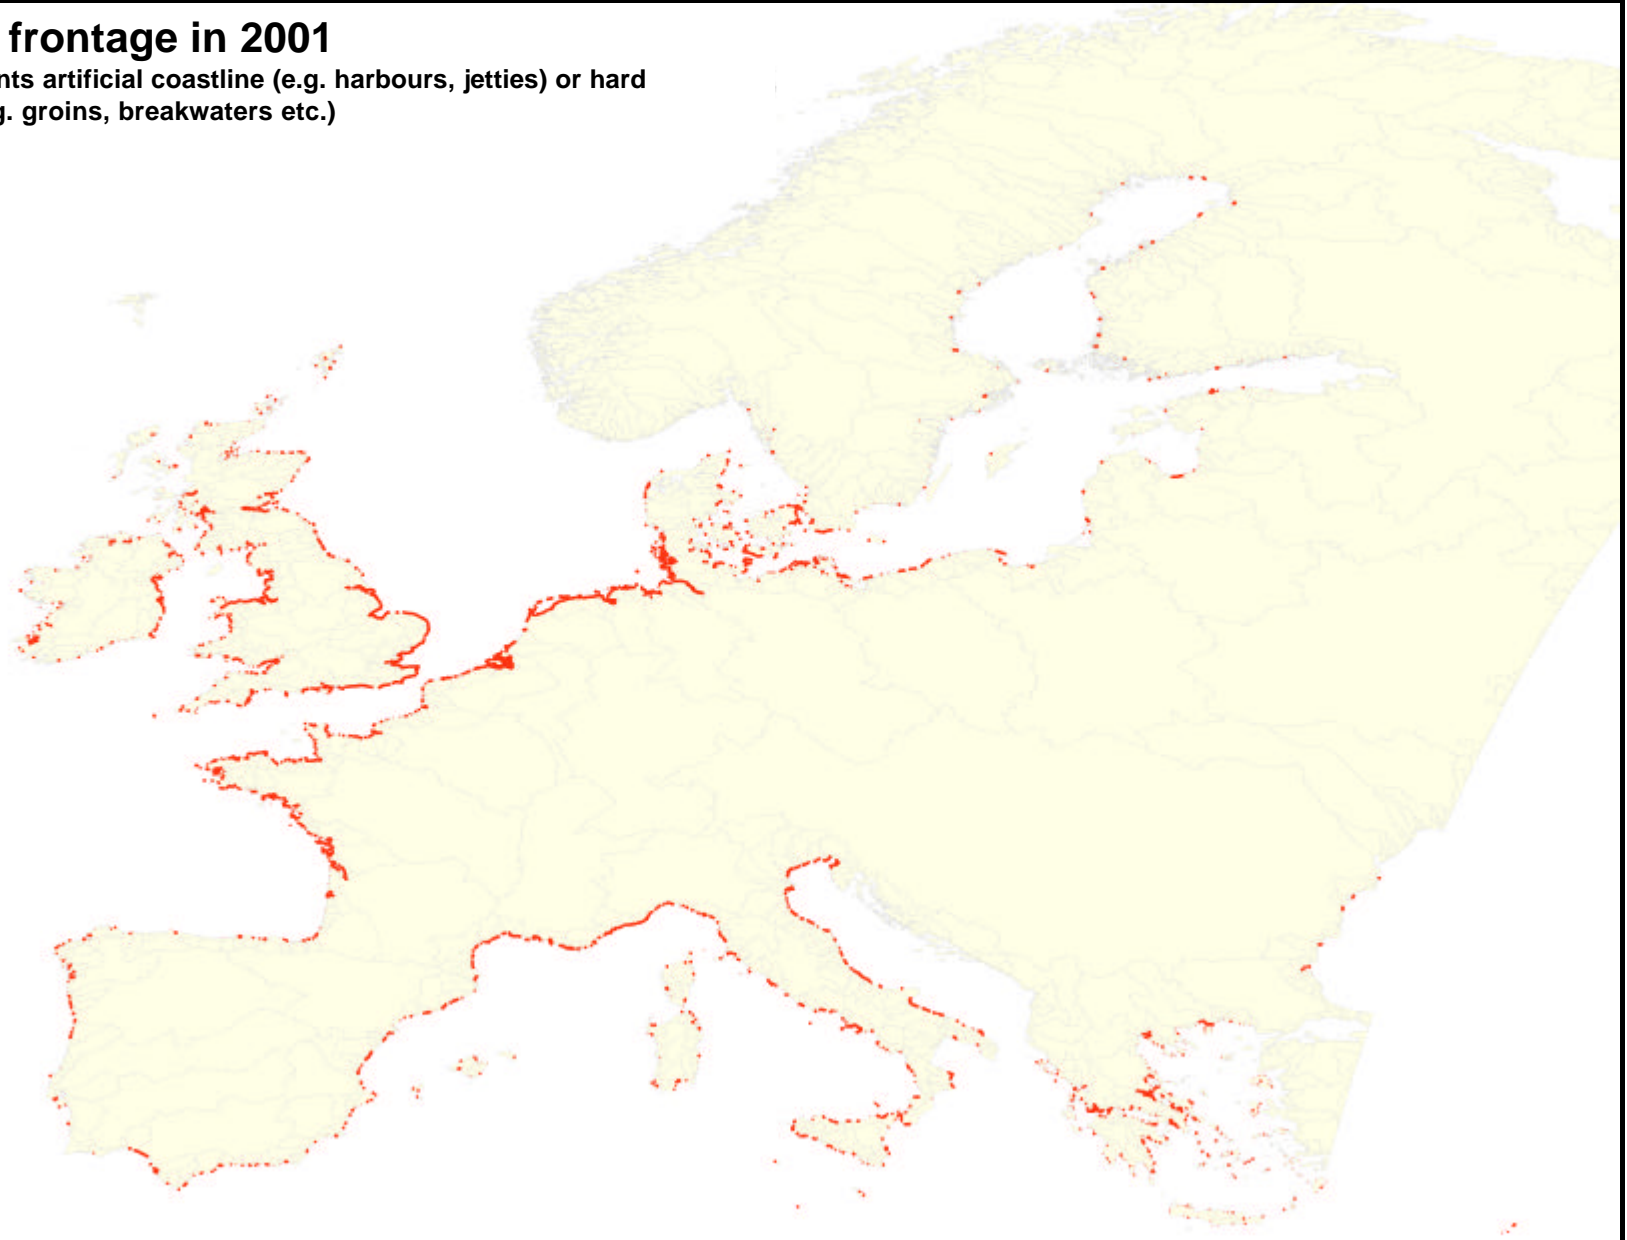 frontage in 2001
nts artificial coastline (e.g. harbours, jetties) or hard
g. groins, breakwaters etc.)